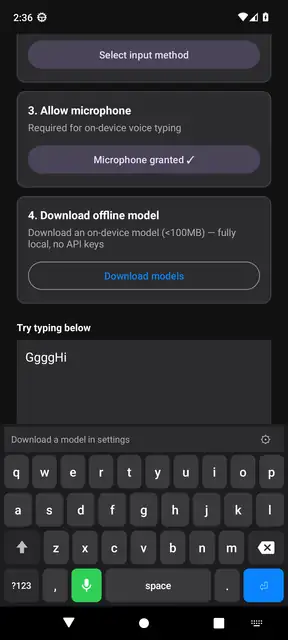 2:36
Select input method
3. Allow microphone
Required for on-device voice typing
Microphone granted ✓
4. Download offline model
Download an on-device model (<100MB) — fully
local, no API keys
Download models
Try typing below
GgggHi
Download a model in settings
q w e r t y u i o p
a s d f g h j k l
z x c v b n m
?123 , space .